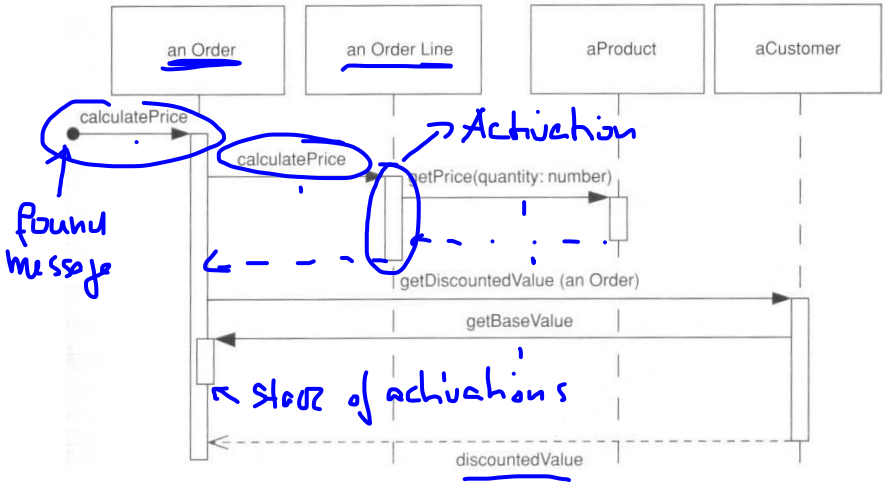 an Order
an Order Line
aProduct
aCustomer
calculatePrice
Activation
calculatePrice
getPrice(quantity: number)
found
message
getDiscountedValue (an Order)
getBaseValue
stack of activations
discountedValue